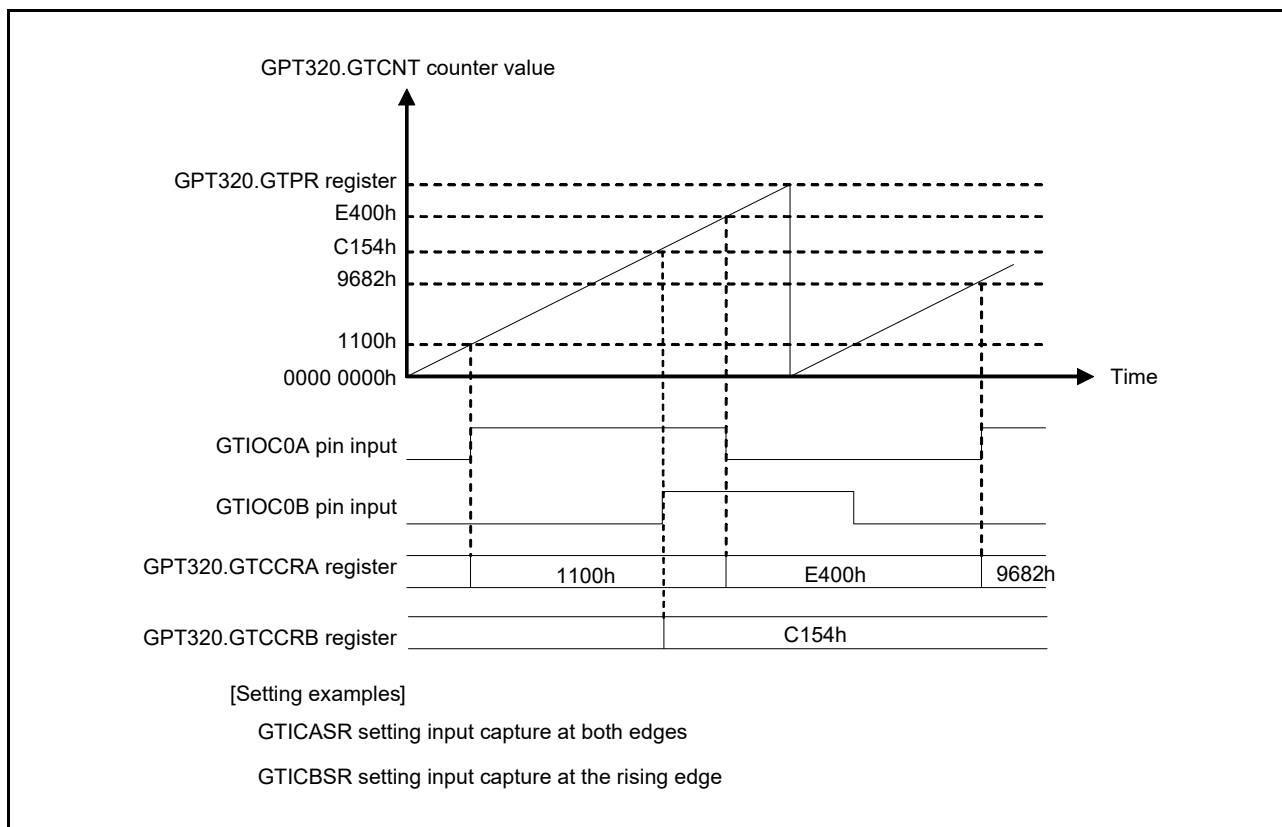 GPT320.GTCNT counter value
GPT320.GTPR register
E400h
C154h
9682h
1100h
0000 0000h
Time
GTIOC0A pin input
GTIOC0B pin input
GPT320.GTCCRA register
1100h
E400h
9682h
GPT320.GTCCRB register
C154h
[Setting examples]
GTICASR setting input capture at both edges
GTICBSR setting input capture at the rising edge